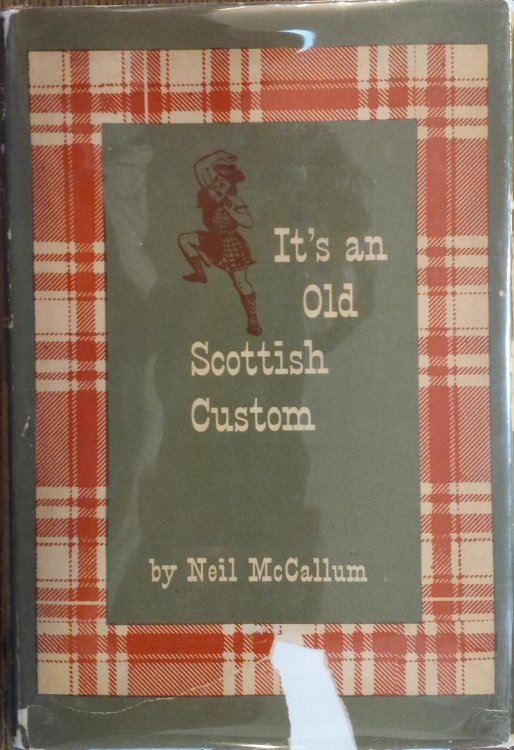 It's an
Old
Scottish
Custom
by Neil McCallum